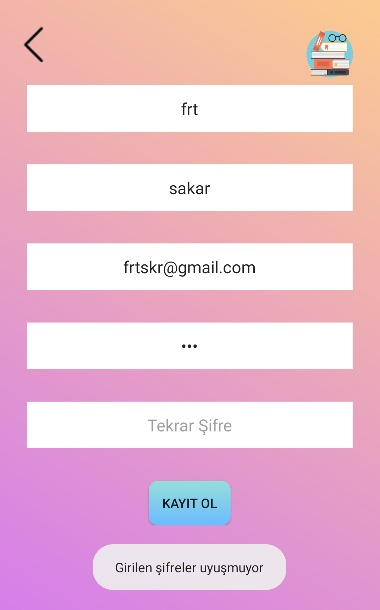 frt
sakar
frtskr@gmail.com
•••
Tekrar Şifre
KAYIT OL
Girilen şifreler uyuşmuyor